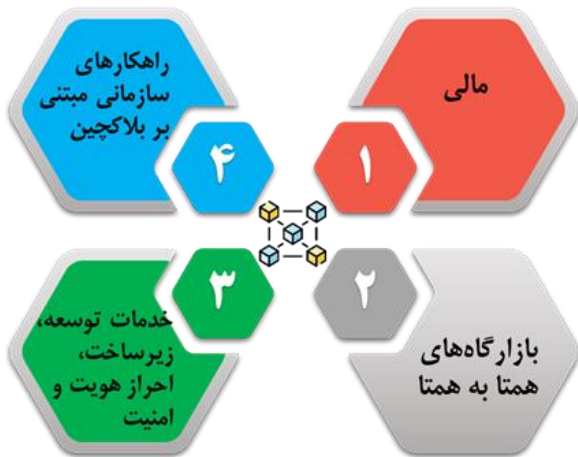 مالی
۱
بازارگاه‌های
همتا به همتا
۲
خدمات توسعه،
زیرساخت،
احراز هویت و
امنیت
۳
راهکارهای
سازمانی مبتنی
بر بلاکچین
۴